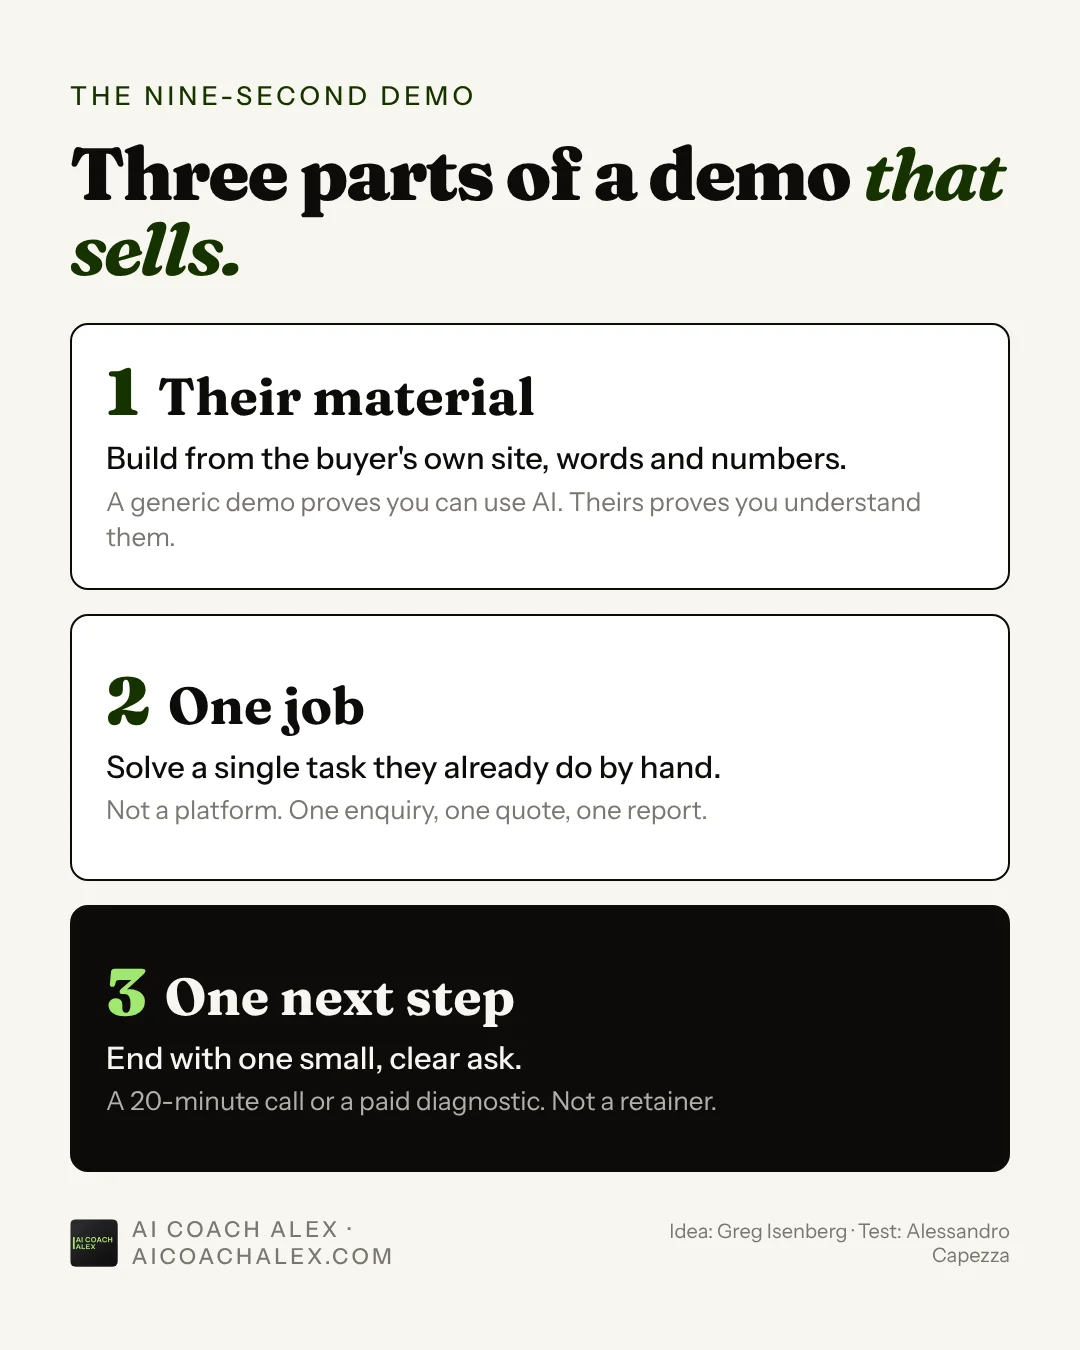 THE NINE-SECOND DEMO
Three parts of a demo that
sells.
1 Their material
Build from the buyer's own site, words and numbers.
A generic demo proves you can use AI. Theirs proves you understand
them.
2 One job
Solve a single task they already do by hand.
Not a platform. One enquiry, one quote, one report.
3 One next step
End with one small, clear ask.
A 20-minute call or a paid diagnostic. Not a retainer.
AI COACH
ALEX
AI COACH ALEX ·
AICOACHALEX.COM
Idea: Greg Isenberg · Test: Alessandro
Capezza